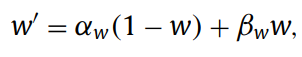 w′ = α_w(1 − w) + β_w w,